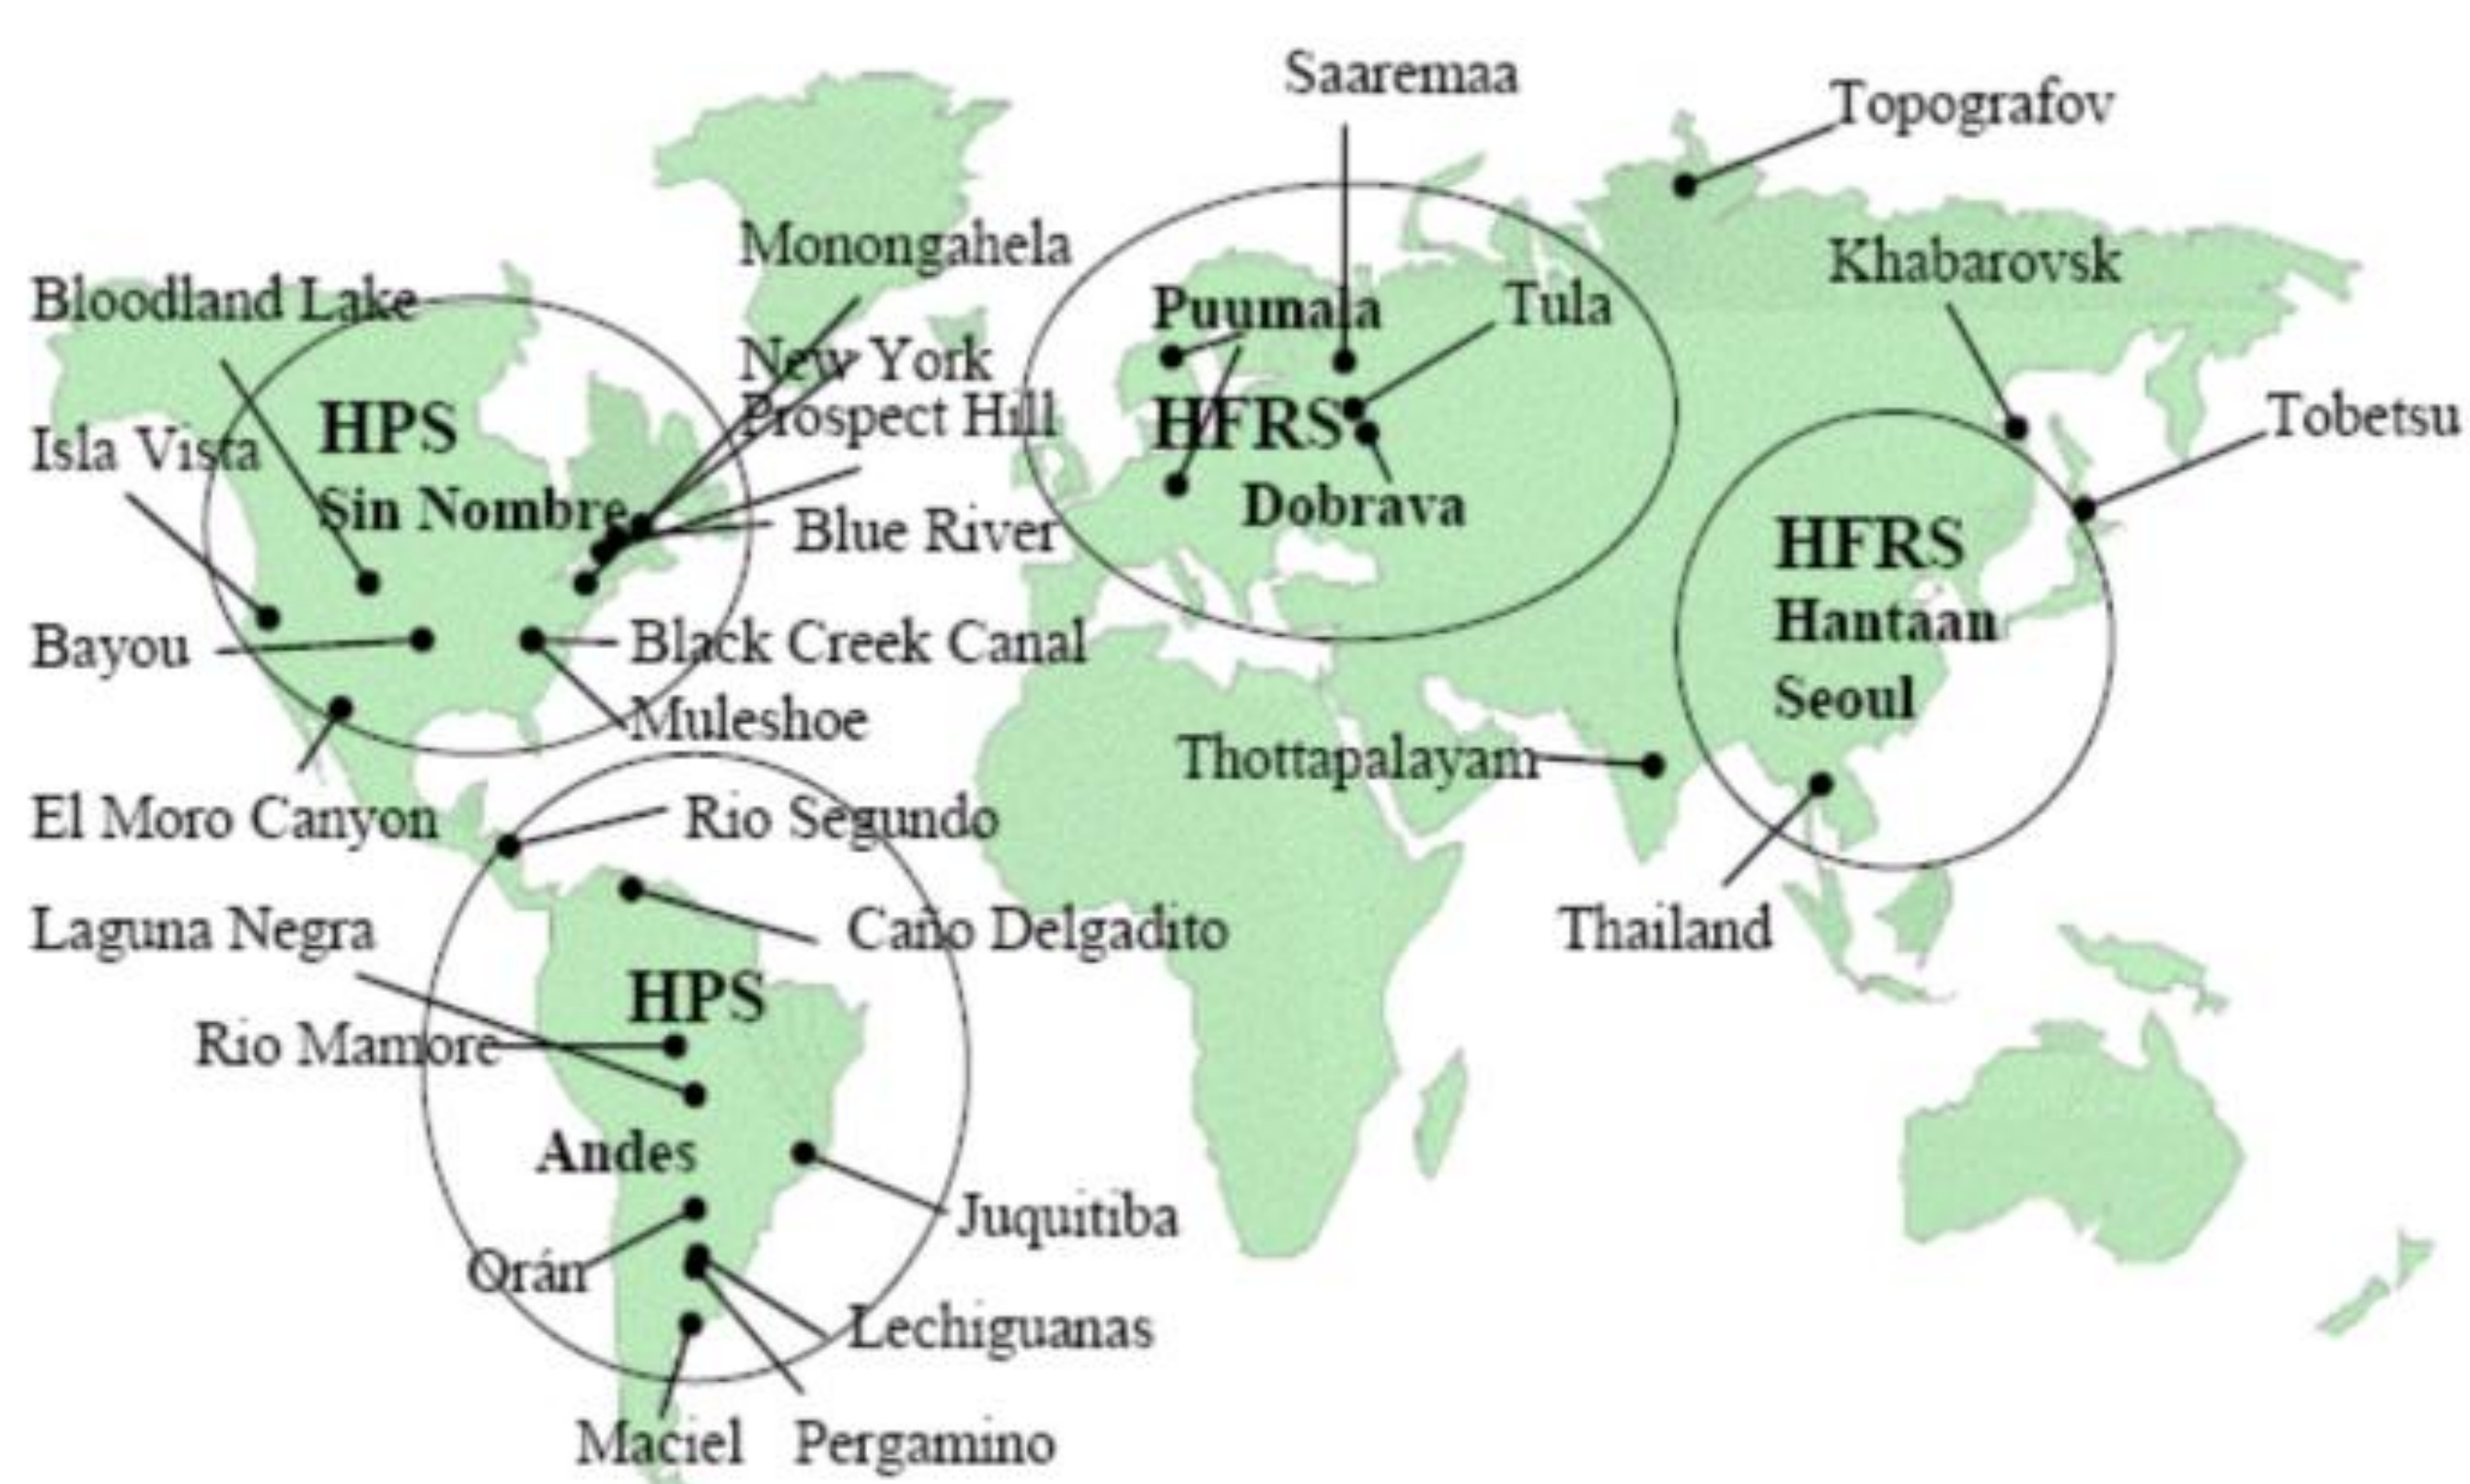 Saaremaa
Topografov
Monongahela
Khabarovsk
Bloodland Lake
Puumala
Tula
New York
HPS
Prospect Hill
HFRS
Tobetsu
Isla Vista
Sin Nombre
Dobrava
Blue River
HFRS
Hantaan
Bayou
Black Creek Canal
Seoul
Muleshoe
Thottapalayam
El Moro Canyon
Rio Segundo
Laguna Negra
Caño Delgadito
Thailand
HPS
Rio Mamore
Andes
Juquitiba
Orán
Lechiguanas
Maciel
Pergamino